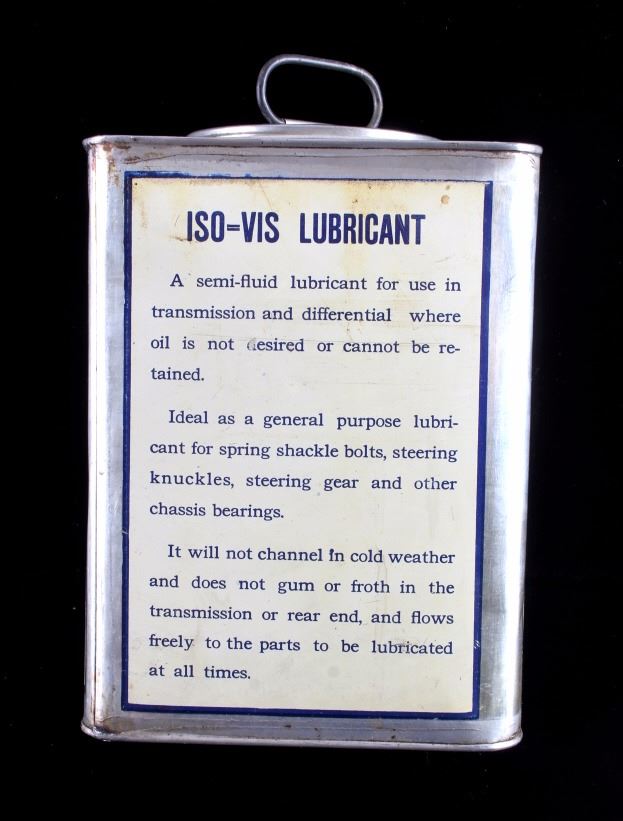 ISO=VIS LUBRICANT
A semi-fluid lubricant for use in
transmission and differential where
oil is not desired or cannot be re-
tained.
Ideal as a general purpose lubri-
cant for spring shackle bolts, steering
knuckles, steering gear and other
chassis bearings.
It will not channel in cold weather
and does not gum or froth in the
transmission or rear end, and flows
freely to the parts to be lubricated
at all times.